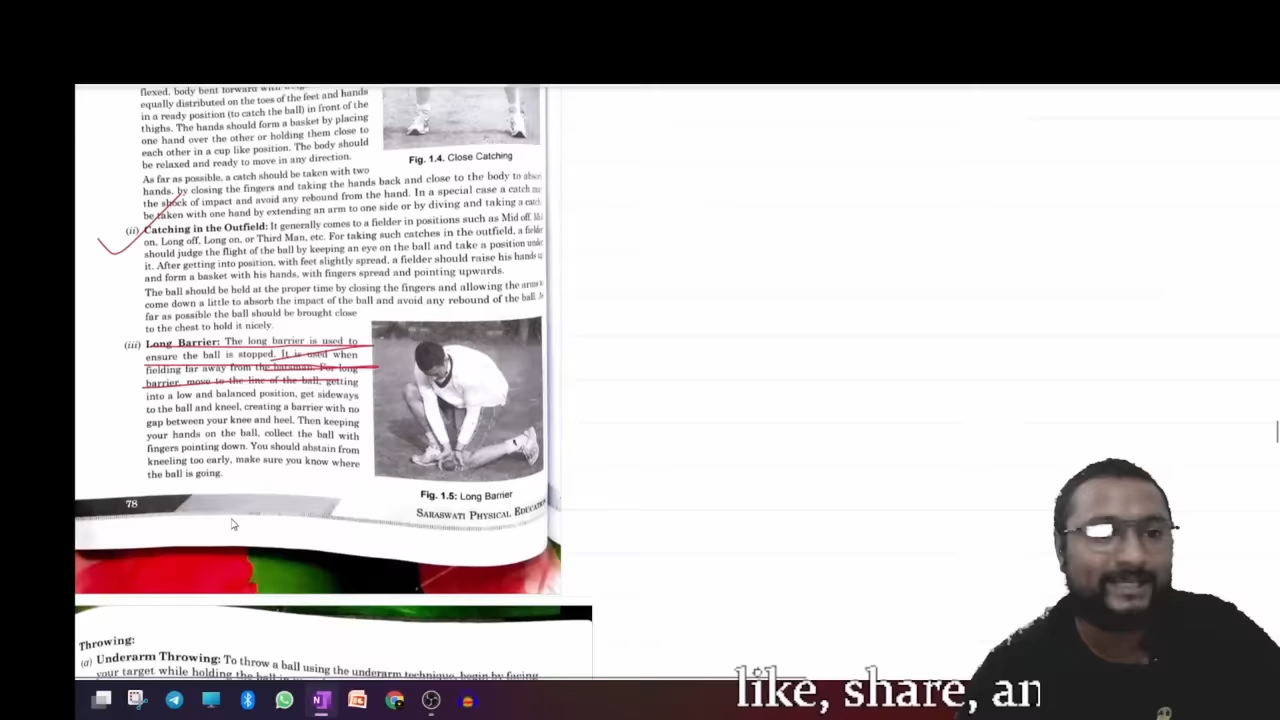 flexed, body bent forward
equally distributed on the toes of the feet and hands
in a ready position (to catch the ball) in front of the
thighs. The hands should form a basket by placing
one hand over the other or holding them close to
each other in a cup like position. The body should
be relaxed and ready to move in any direction.
Fig. 1.4. Close Catching
As far as possible, a catch should be taken with two
hands, by closing the fingers and taking the hands back and close to the body to
the shock of impact and avoid any rebound from the hand. In a special case a catch
be taken with one hand by extending an arm to one side or by diving and taking a
(ii) Catching in the Outfield: It generally comes to a fielder in positions such as Mid off,
on, Long off, Long on, or Third Man, etc. For taking such catches in the outfield, a
should judge the flight of the ball by keeping an eye on the ball and take a position
it. After getting into position, with feet slightly spread, a fielder should raise his hands
and form a basket with his hands, with fingers spread and pointing upwards.
The ball should be held at the proper time by closing the fingers and allowing the arms
come down a little to absorb the impact of the ball and avoid any rebound of the ball.
far as possible the ball should be brought close
to the chest to hold it nicely.
(iii) Long Barrier: The long barrier is used to
ensure the ball is stopped. It is used when
fielding far away from the batsman. For long
barrier, move to the line of the ball, getting
into a low and balanced position, get sideways
to the ball and kneel, creating a barrier with no
gap between your knee and heel. Then keeping
your hands on the ball, collect the ball with
fingers pointing down. You should abstain from
kneeling too early, make sure you know where
the ball is going.
Fig. 1.5: Long Barrier
78
SARASWATI PHYSICAL EDUCATION
Throwing:
(a) Underarm Throwing: To throw a ball using the underarm technique, begin by facing
your target while holding the ball in
like, share, an